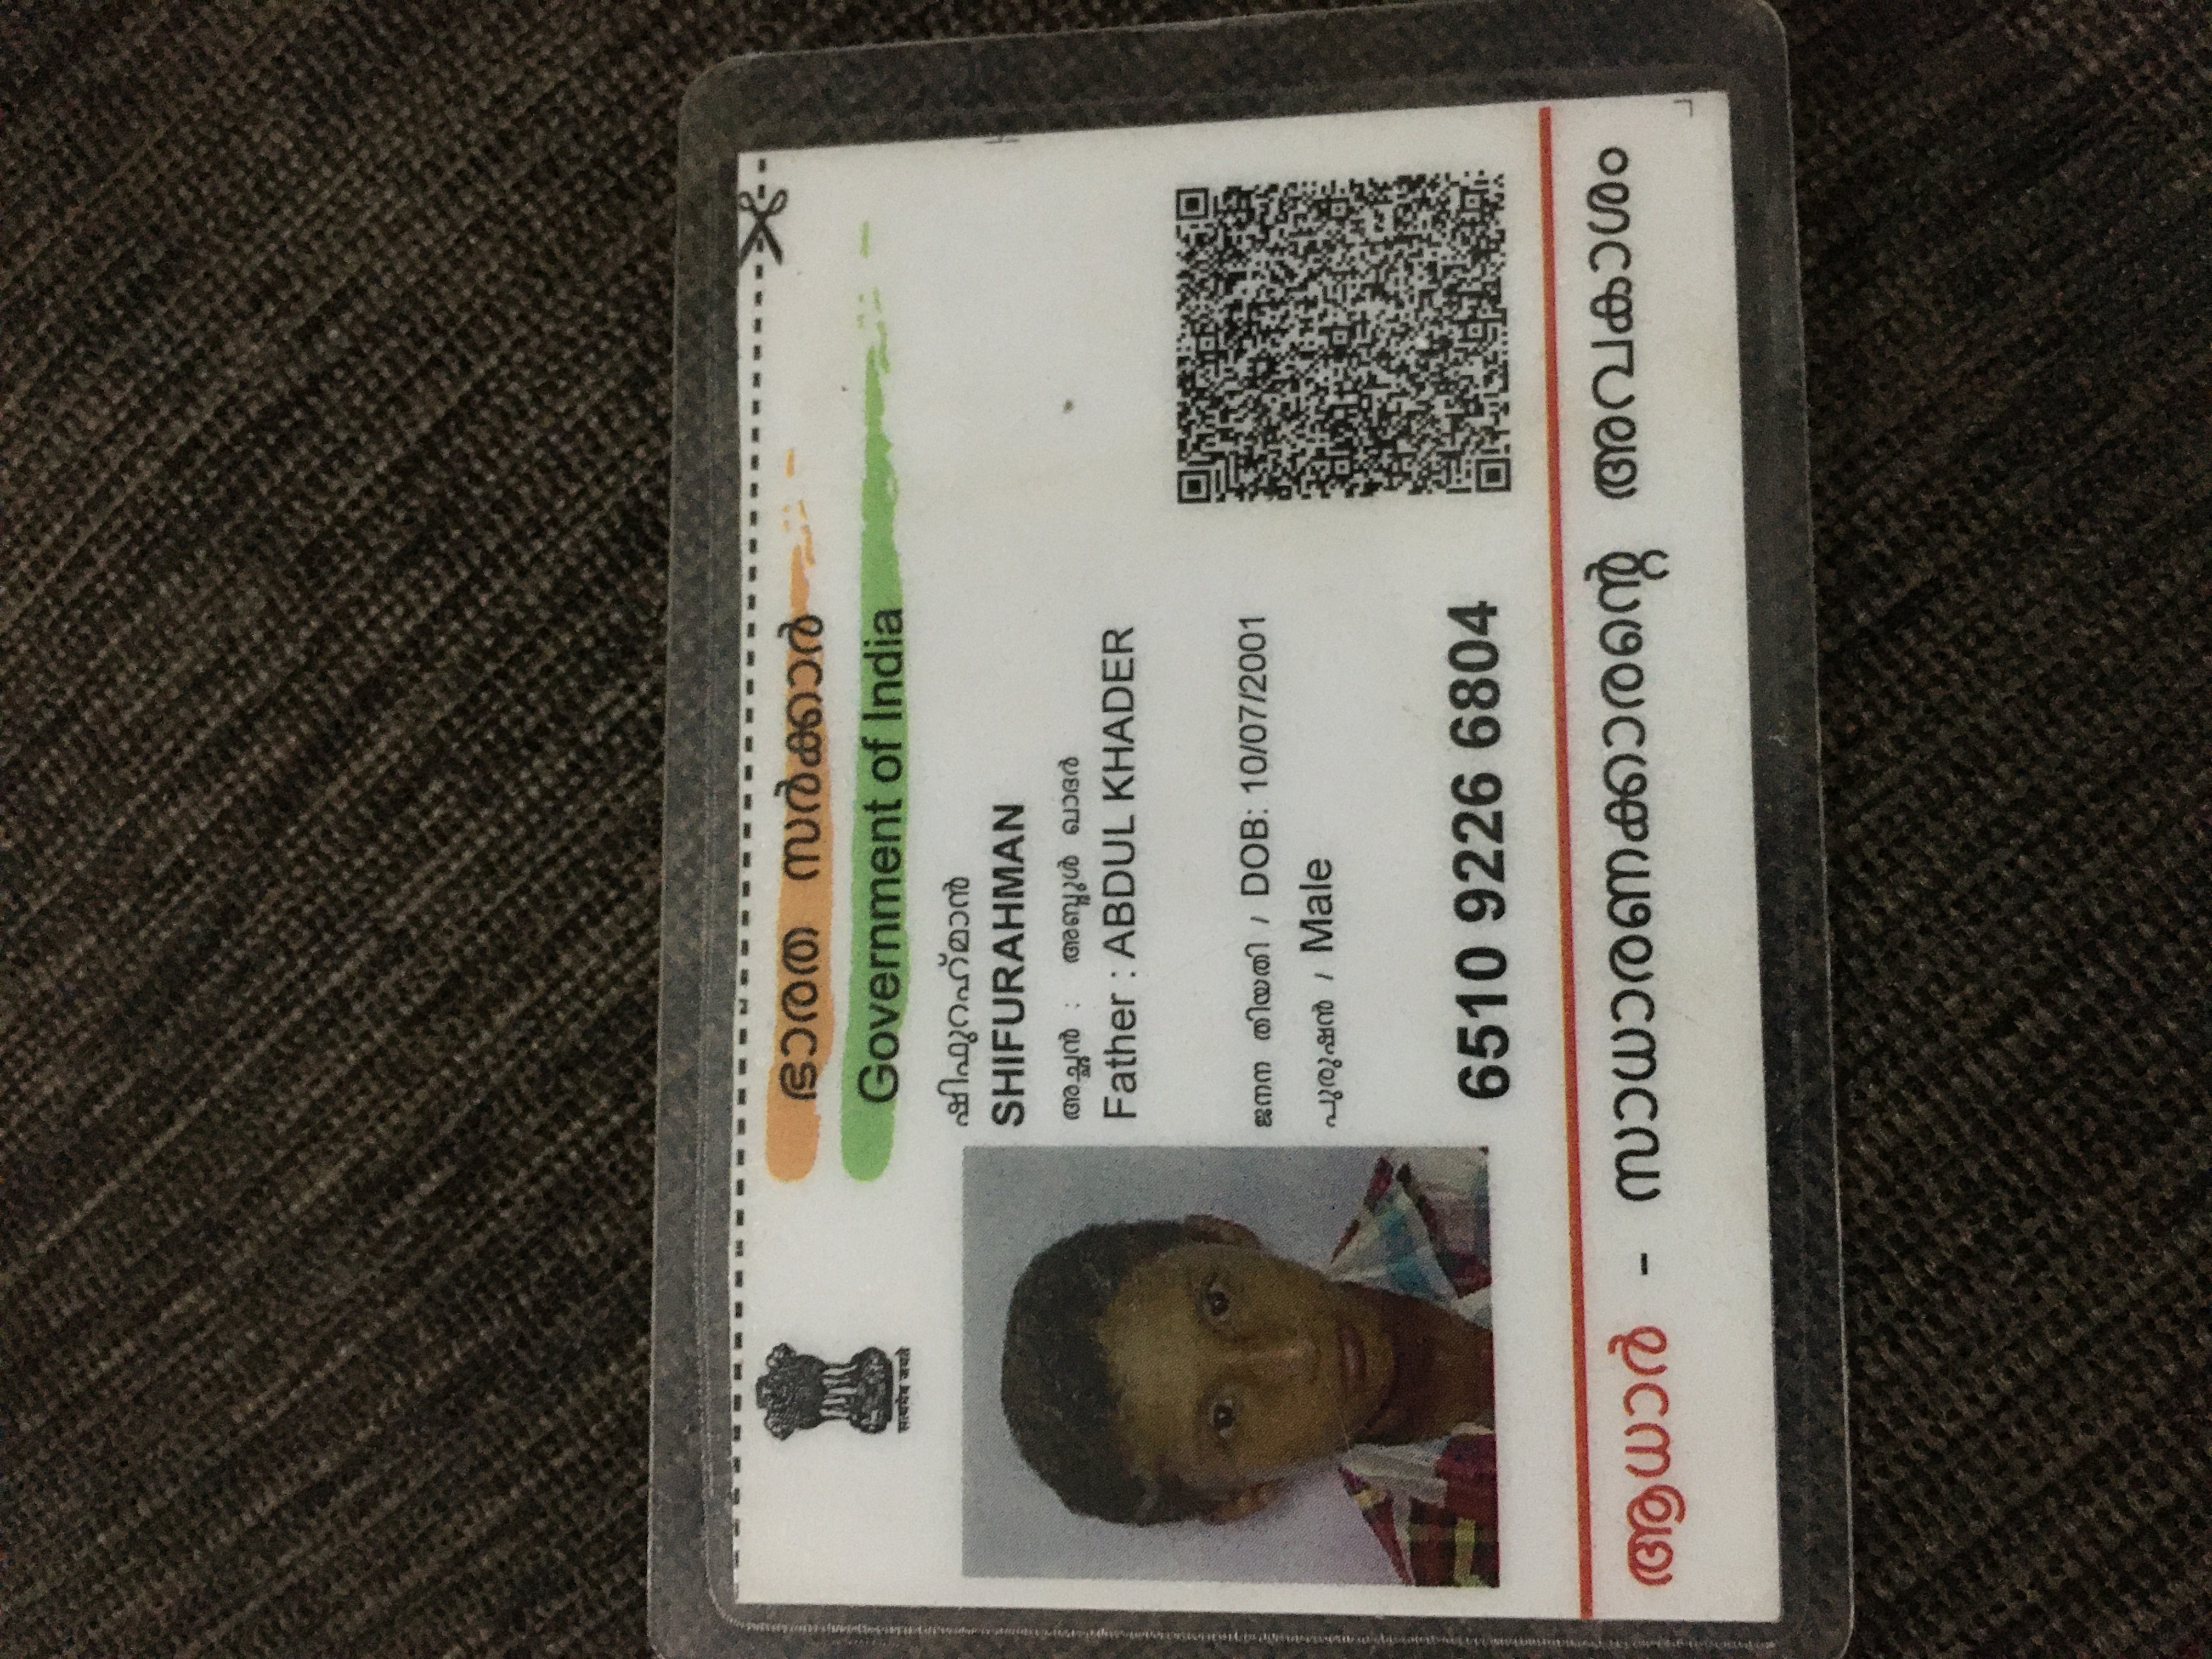 ഭാരത സർക്കാർ
Government of India
सत्यमेव जयते
ഷിഫുറഹ്‌മാൻ
SHIFURAHMAN
അച്ഛൻ : അബ്ദുൾ ഖാദർ
Father : ABDUL KHADER
ജനന തിയതി / DOB: 10/07/2001
പുരുഷൻ / Male
6510 9226 6804
ആധാർ - സാധാരണക്കാരന്റെ അവകാശം